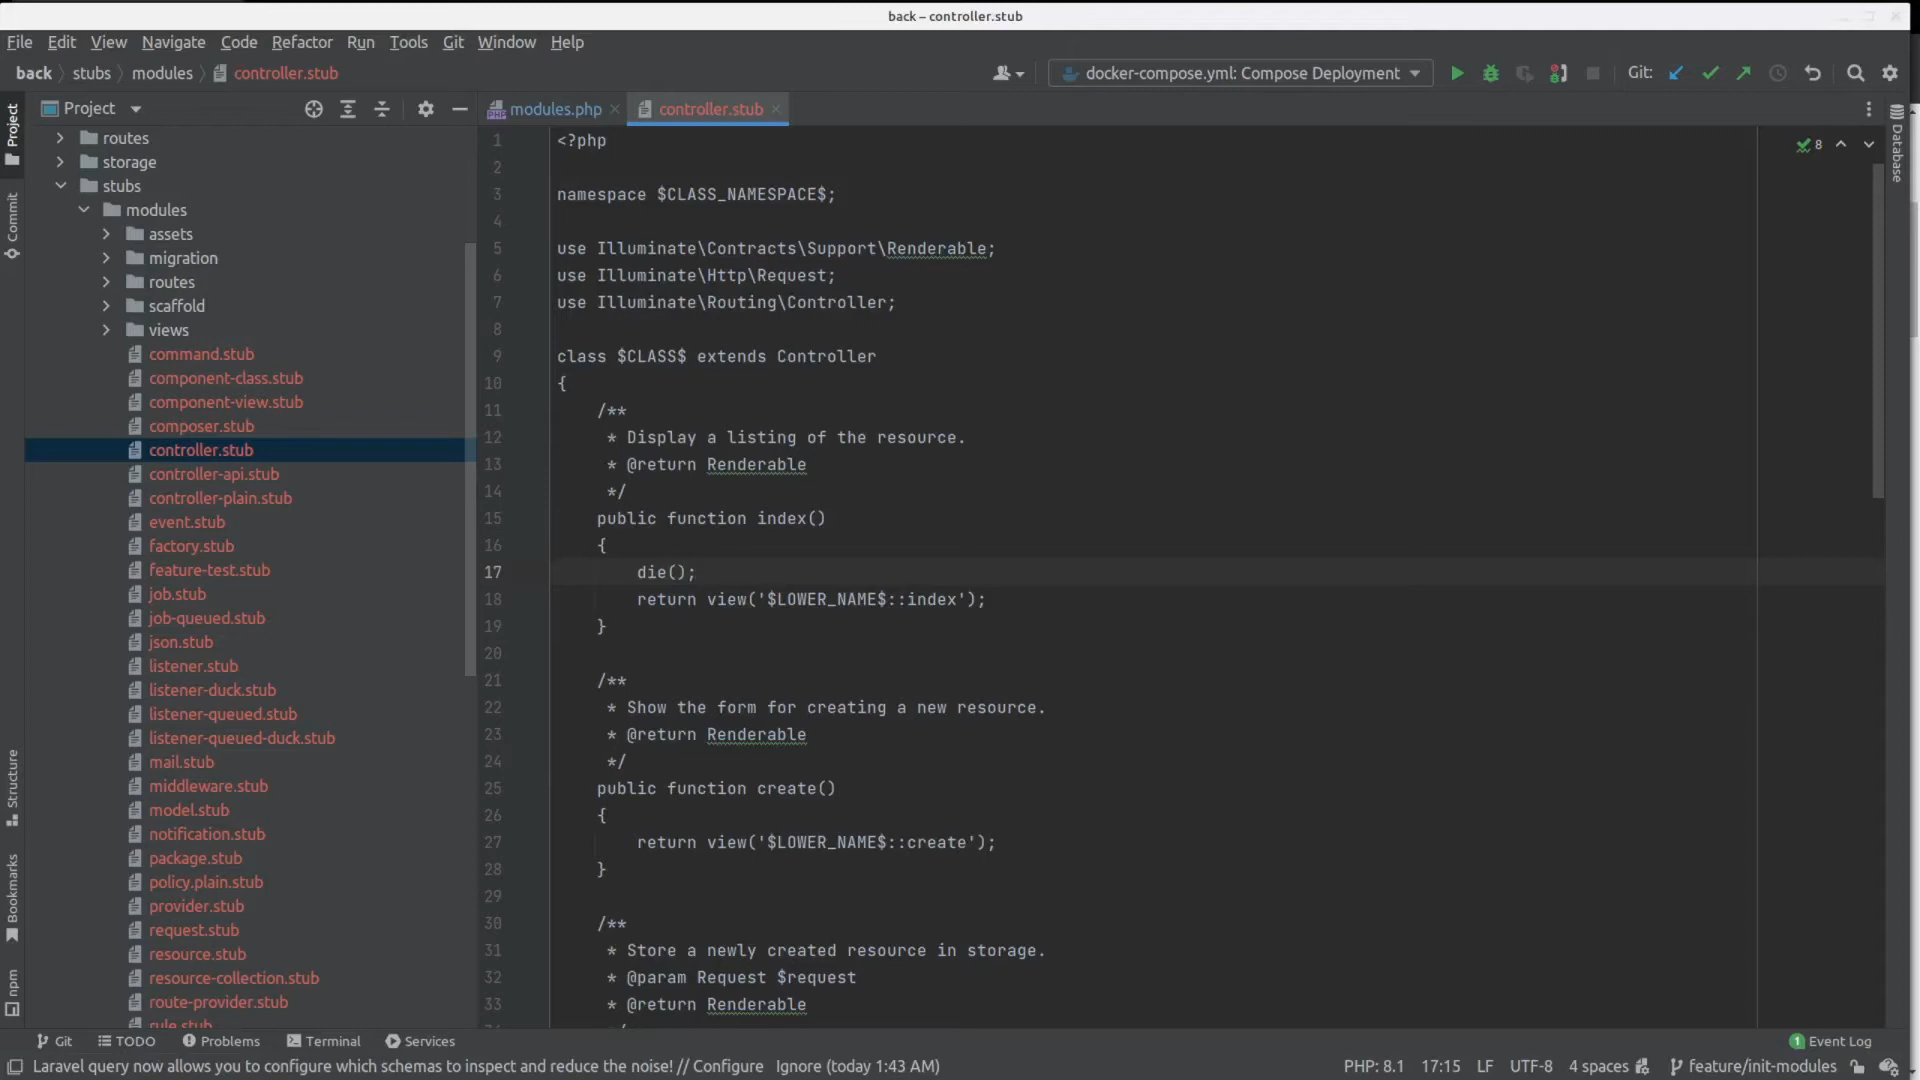 back – controller.stub
File Edit View Navigate Code Refactor Run Tools Git Window Help
back stubs modules controller.stub
docker-compose.yml: Compose Deployment
Git:
Project
modules.php
controller.stub
Project
Commit
Structure
Bookmarks
npm
routes
storage
stubs
modules
assets
migration
routes
scaffold
views
command.stub
component-class.stub
component-view.stub
composer.stub
controller.stub
controller-api.stub
controller-plain.stub
event.stub
factory.stub
feature-test.stub
job.stub
job-queued.stub
json.stub
listener.stub
listener-duck.stub
listener-queued.stub
listener-queued-duck.stub
mail.stub
middleware.stub
model.stub
notification.stub
package.stub
policy.plain.stub
provider.stub
request.stub
resource.stub
resource-collection.stub
route-provider.stub
rule.stub
1 <?php
2
3 namespace $CLASS_NAMESPACE$;
4
5 use Illuminate\Contracts\Support\Renderable;
6 use Illuminate\Http\Request;
7 use Illuminate\Routing\Controller;
8
9 class $CLASS$ extends Controller
10 {
11 /**
12 * Display a listing of the resource.
13 * @return Renderable
14 */
15 public function index()
16 {
17 die();
18 return view('$LOWER_NAME$::index');
19 }
20
21 /**
22 * Show the form for creating a new resource.
23 * @return Renderable
24 */
25 public function create()
26 {
27 return view('$LOWER_NAME$::create');
28 }
29
30 /**
31 * Store a newly created resource in storage.
32 * @param Request $request
33 * @return Renderable
8
Database
Git TODO Problems Terminal Services
1 Event Log
Laravel query now allows you to configure which schemas to inspect and reduce the noise! // Configure Ignore (today 1:43 AM)
PHP: 8.1 17:15 LF UTF-8 4 spaces feature/init-modules